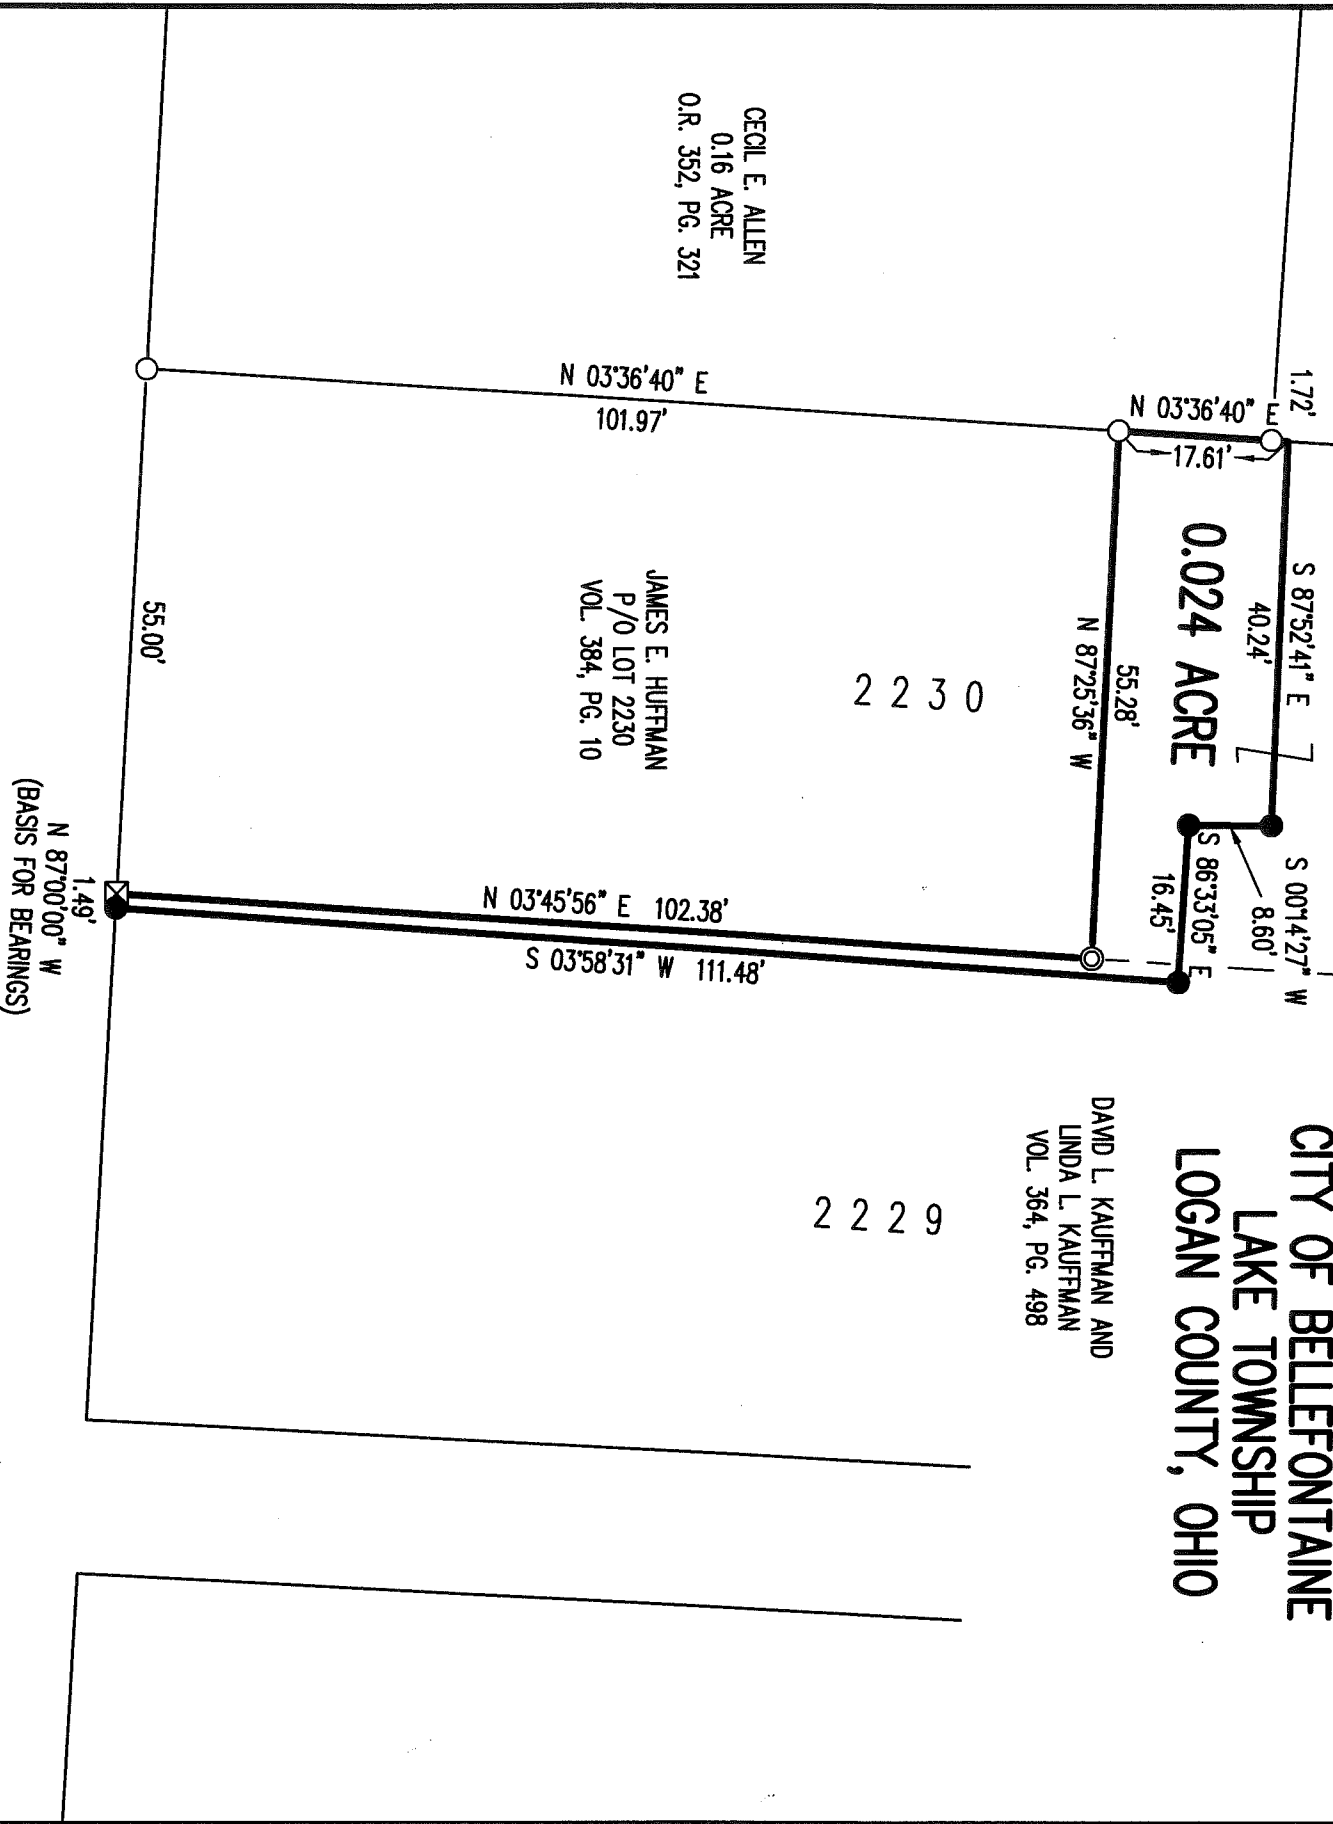 CITY OF BELLEFONTAINE
LAKE TOWNSHIP
LOGAN COUNTY, OHIO
1.72'
N 03°36'40" E
17.61'
S 87°52'41" E
40.24'
S 00°14'27" W
8.60'
S 86°33'05" E
16.45'
0.024 ACRE
55.28'
N 87°25'36" W
CECIL E. ALLEN
0.16 ACRE
O.R. 352, PG. 321
N 03°36'40" E
101.97'
2230
JAMES E. HUFFMAN
P/O LOT 2230
VOL. 384, PG. 10
N 03°45'56" E 102.38'
S 03°58'31" W 111.48'
DAVID L. KAUFFMAN AND
LINDA L. KAUFFMAN
VOL. 364, PG. 498
2229
55.00'
1.49'
N 87°00'00" W
(BASIS FOR BEARINGS)